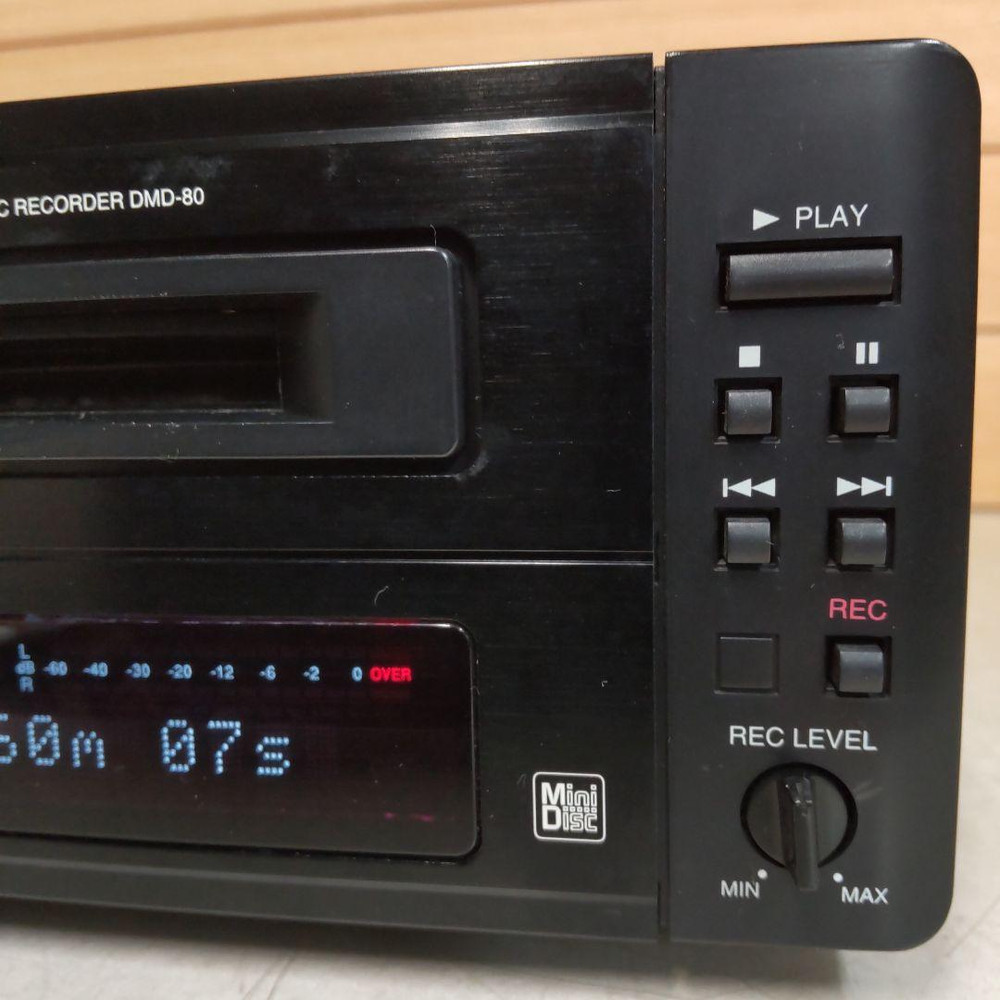 C RECORDER DMD-80
PLAY
REC
L
dB -60 -40 -30 -20 -12 -6 -2 0 OVER
R
60m 07s
REC LEVEL
Mini
Disc
MIN MAX